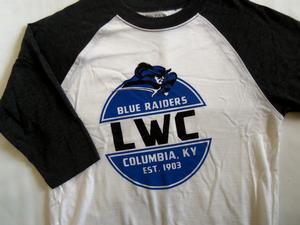 BLUE RAIDERS
LWC
COLUMBIA, KY
EST. 1903